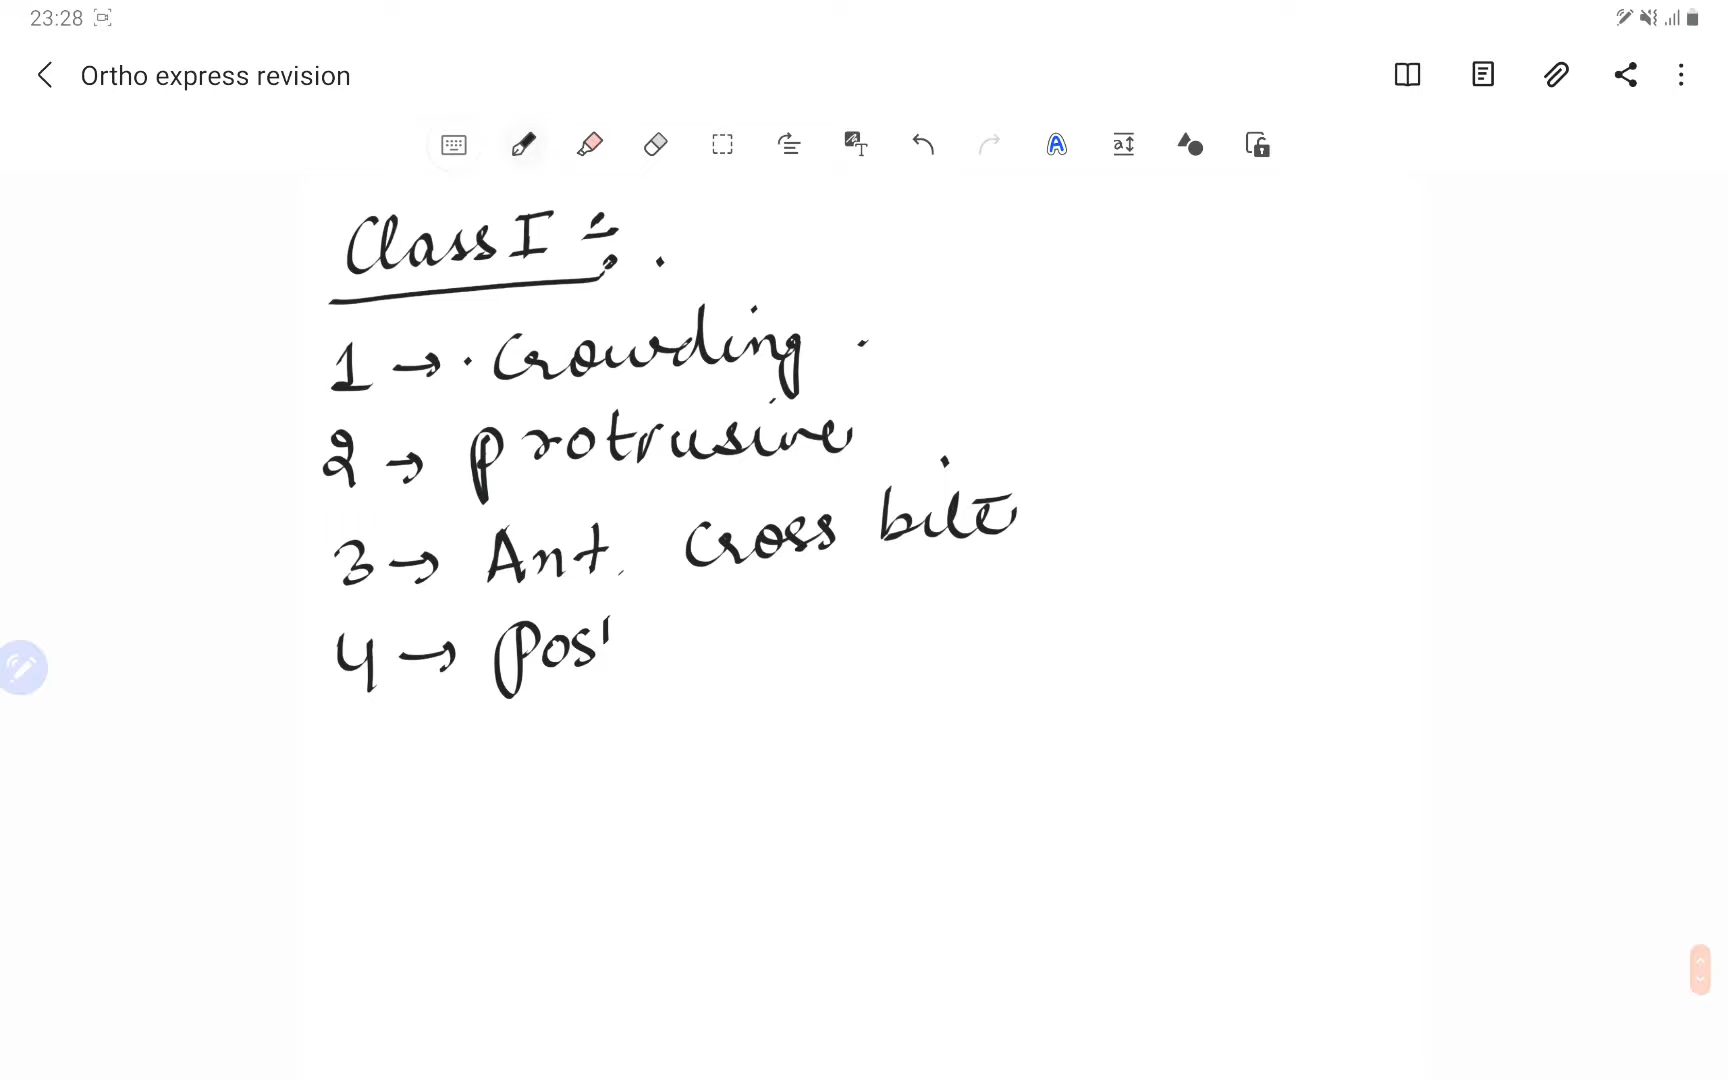 23:28
Ortho express revision
Class I :-
1 → Crowding
2 → Protrusive
3 → Ant. Cross bite
4 → Pos